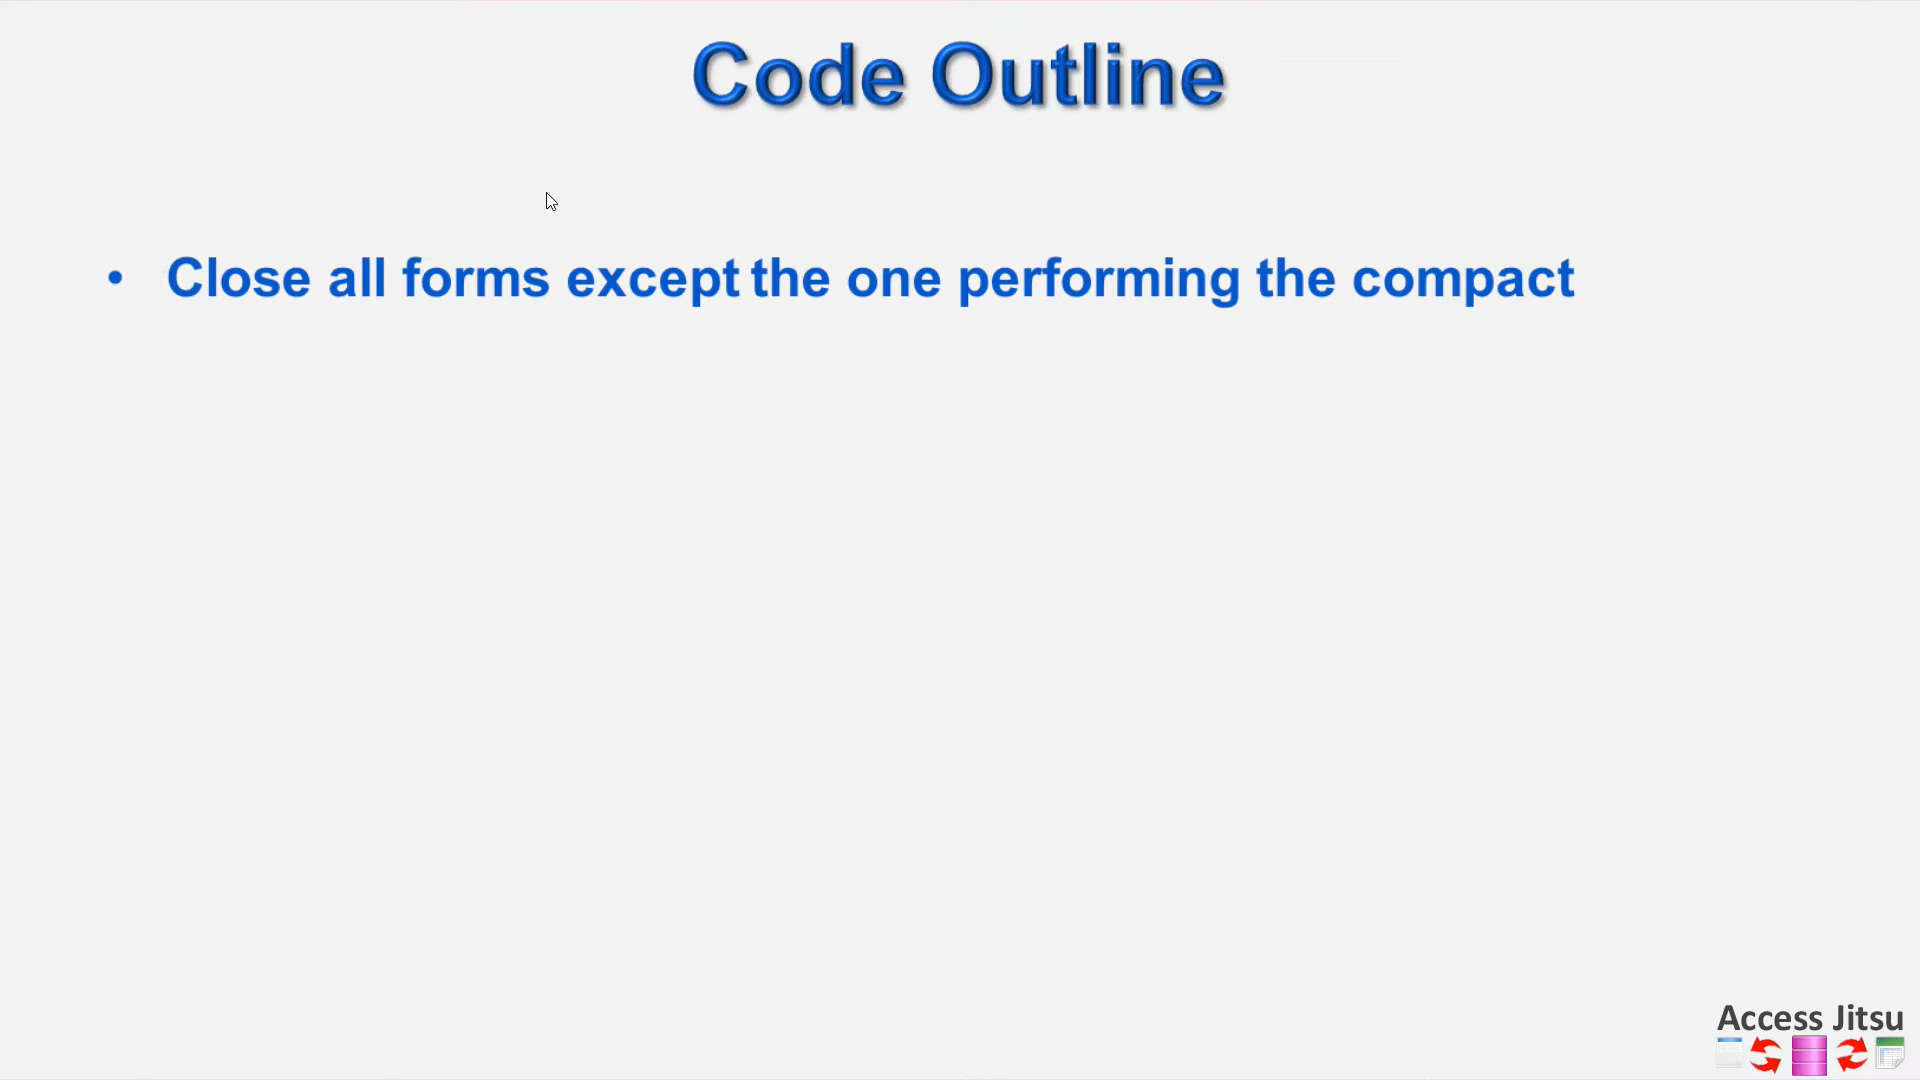 Code Outline
• Close all forms except the one performing the compact
Access Jitsu